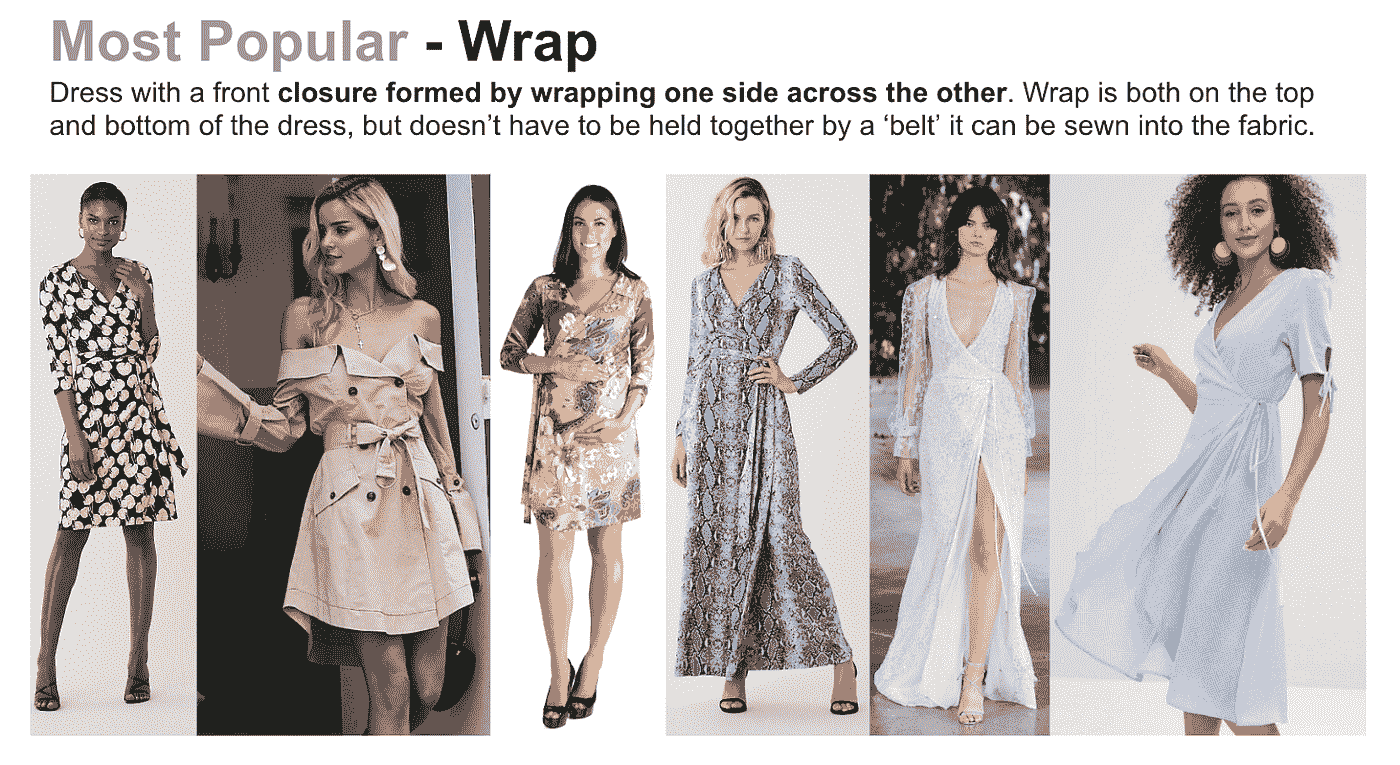 Most Popular - Wrap
Dress with a front closure formed by wrapping one side across the other. Wrap is both on the top
and bottom of the dress, but doesn’t have to be held together by a ‘belt’ it can be sewn into the fabric.